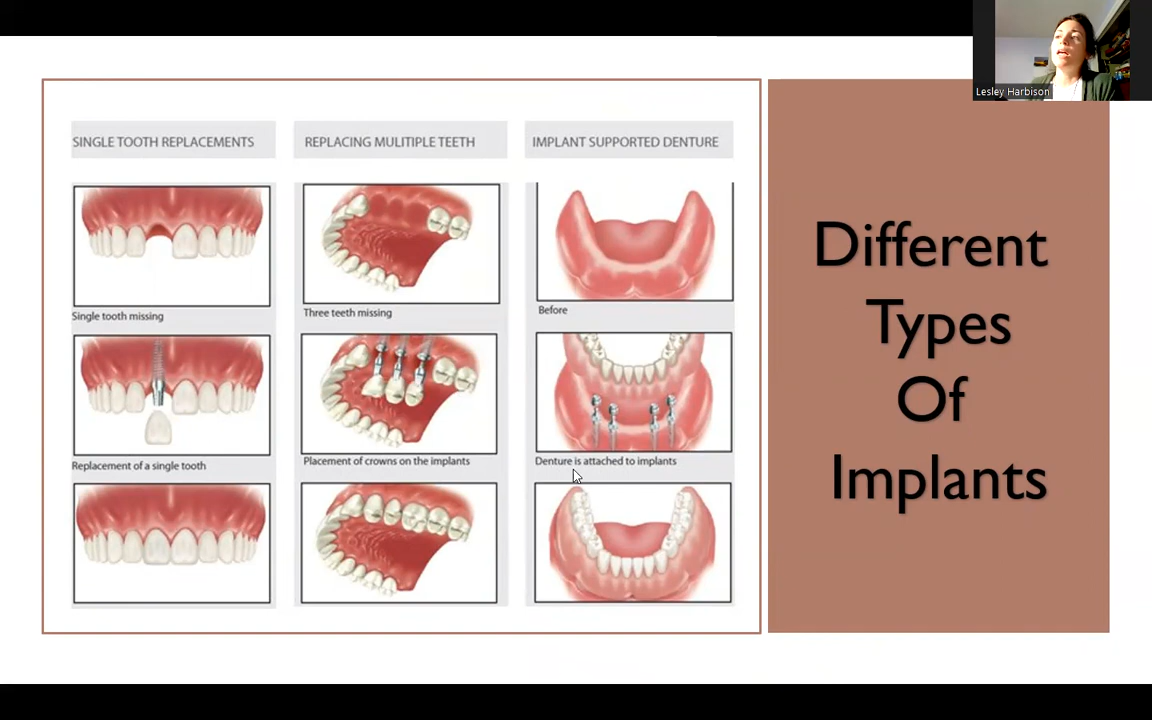 Lesley Harbison
SINGLE TOOTH REPLACEMENTS
Single tooth missing
Replacement of a single tooth
REPLACING MULITIPLE TEETH
Three teeth missing
Placement of crowns on the implants
IMPLANT SUPPORTED DENTURE
Before
Denture is attached to implants
Different
Types
Of
Implants